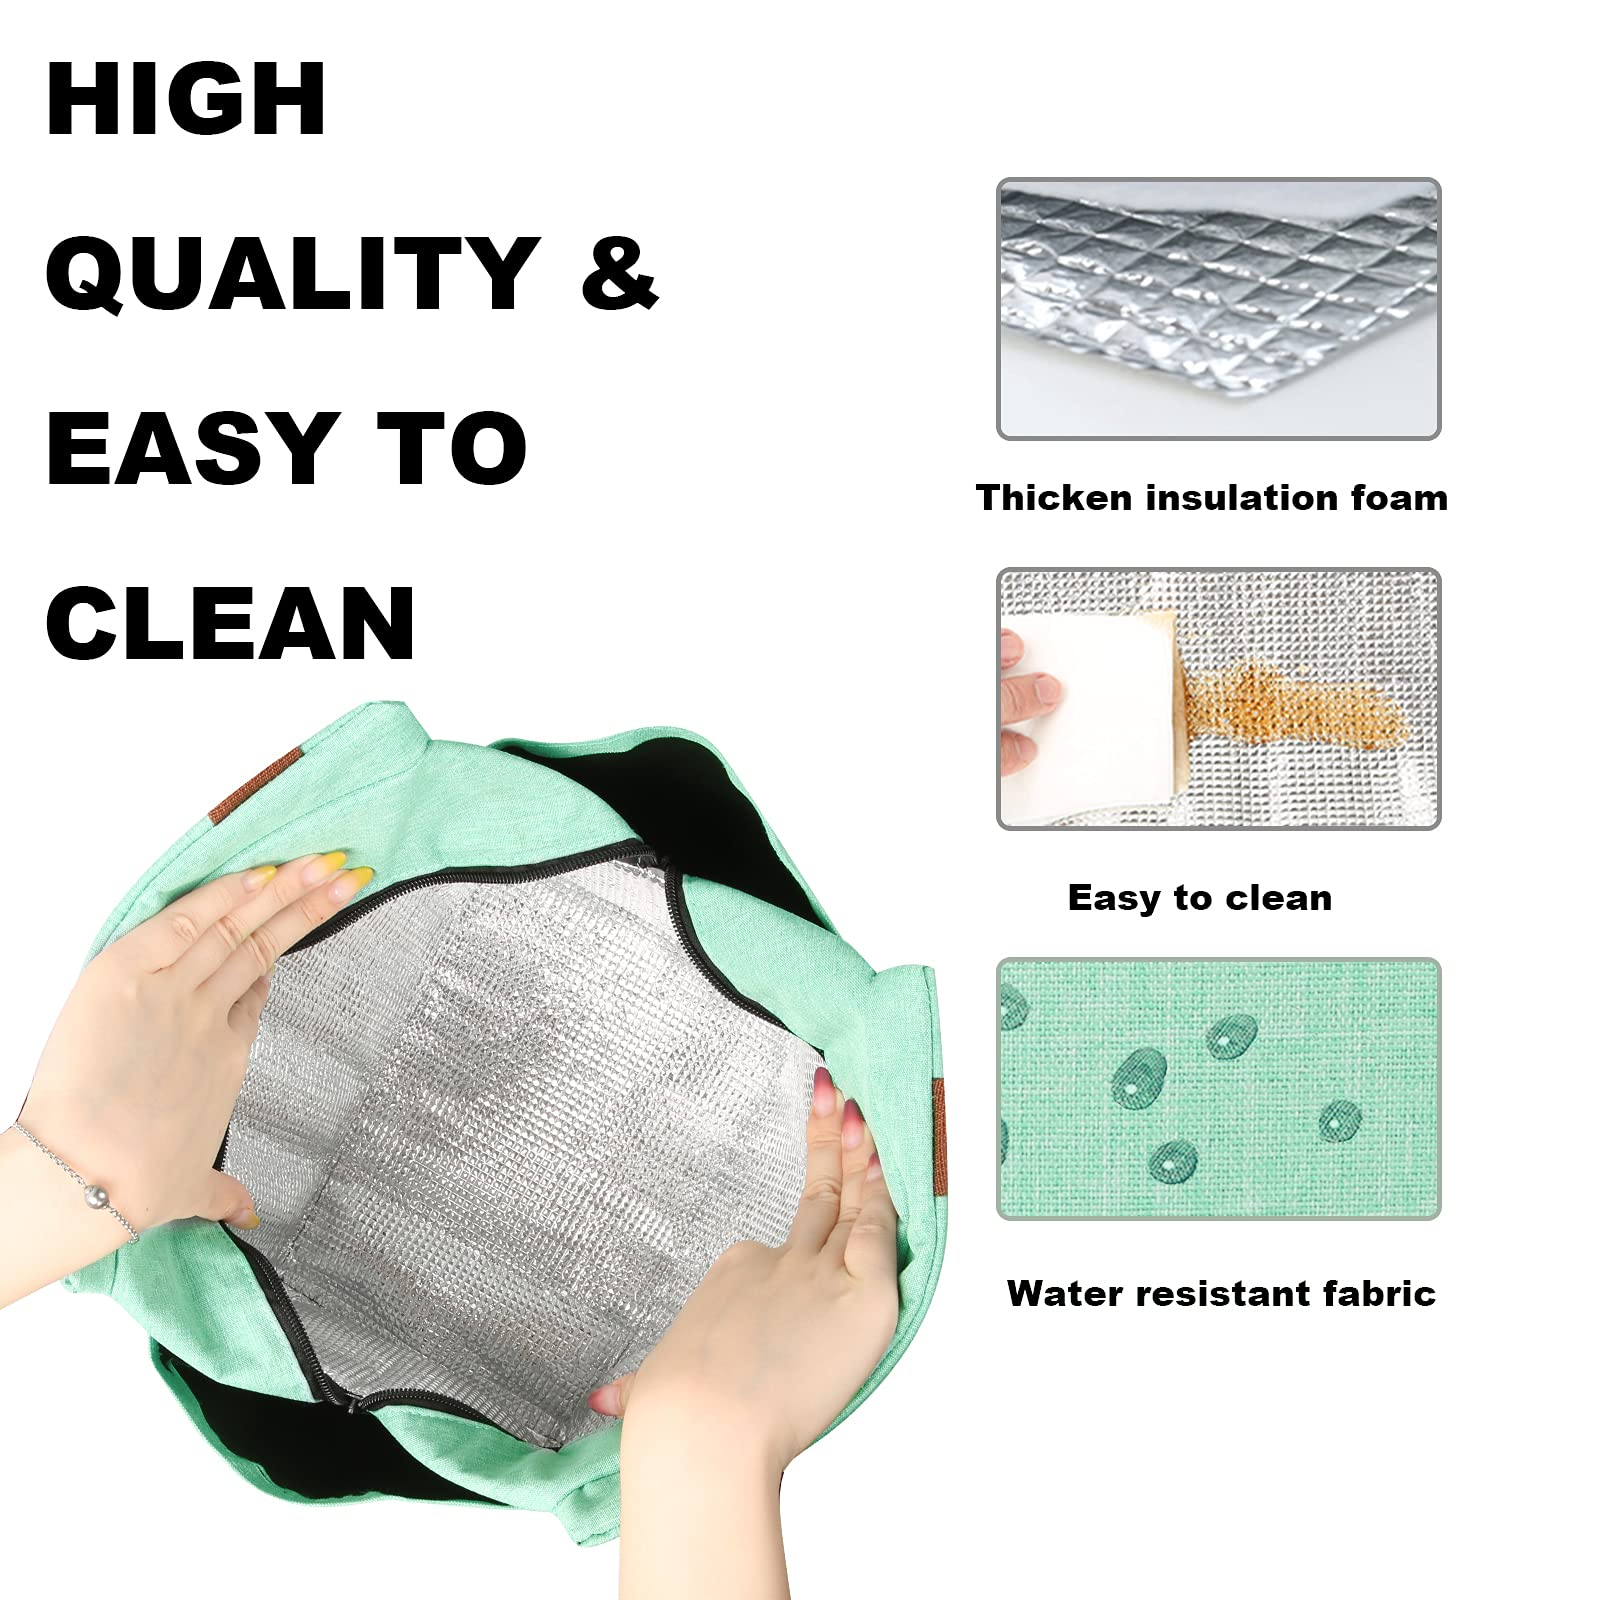 HIGH
QUALITY &
EASY TO
CLEAN
Thicken insulation foam
Easy to clean
Water resistant fabric